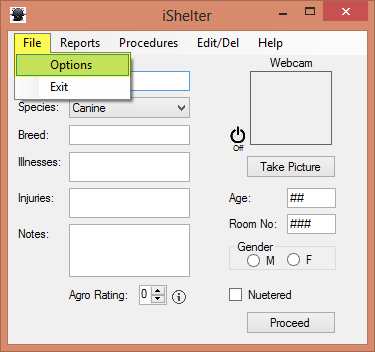 iShelter
File Reports Procedures Edit/Del Help
Options
Exit
Webcam
Species: Canine
Off
Breed:
Illnesses:
Take Picture
Injuries:
Age: ##
Room No: ###
Notes:
Gender
M F
Agro Rating: 0
Nuetered
Proceed